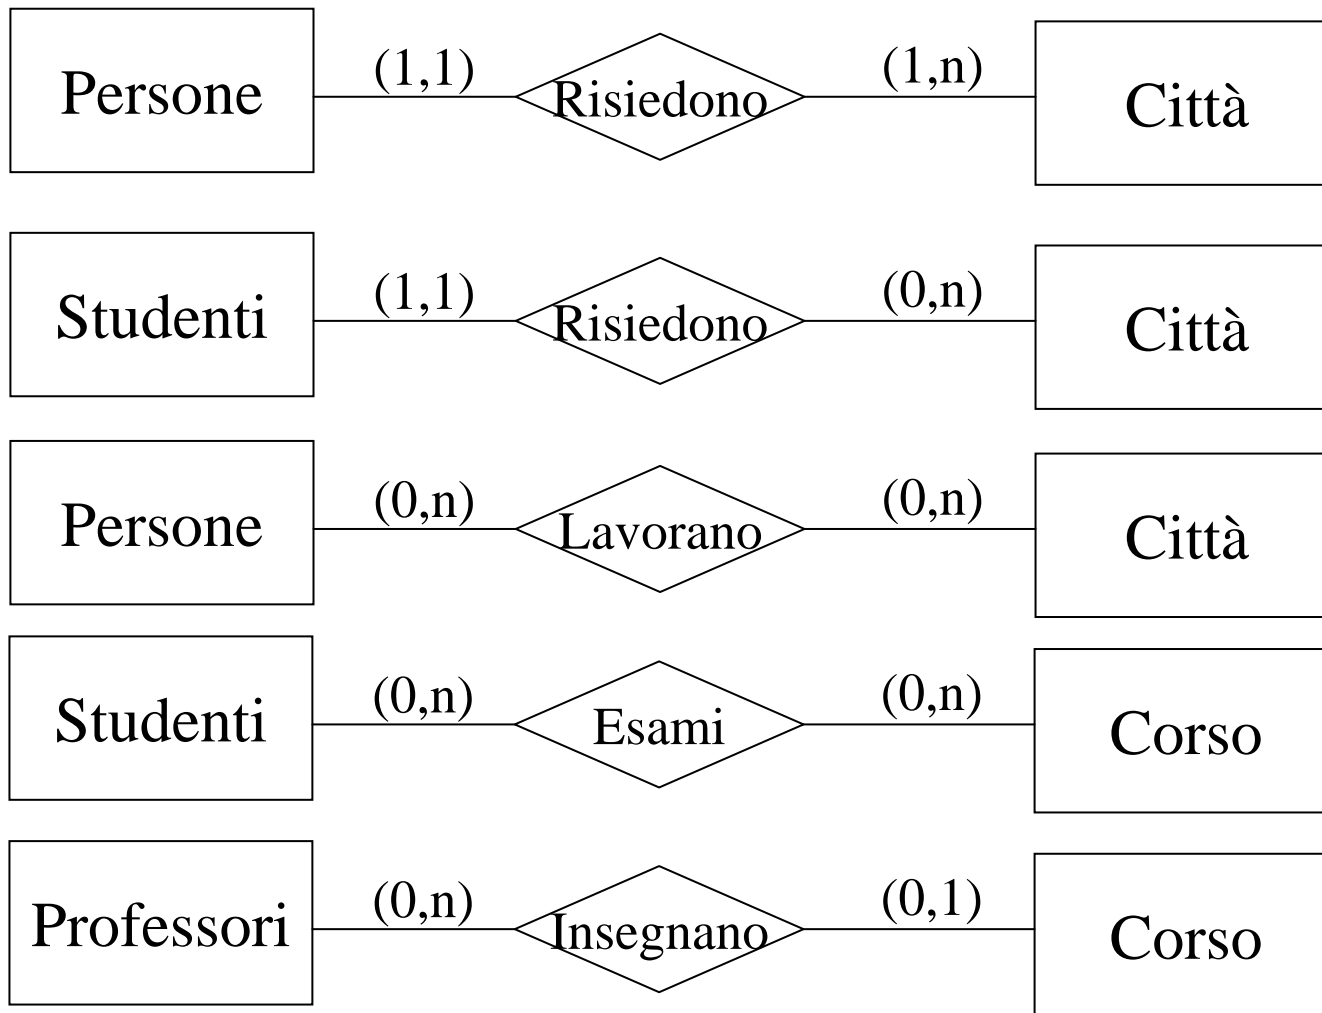 Persone (1,1) Risiedono (1,n) Città
Studenti (1,1) Risiedono (0,n) Città
Persone (0,n) Lavorano (0,n) Città
Studenti (0,n) Esami (0,n) Corso
Professori (0,n) Insegnano (0,1) Corso